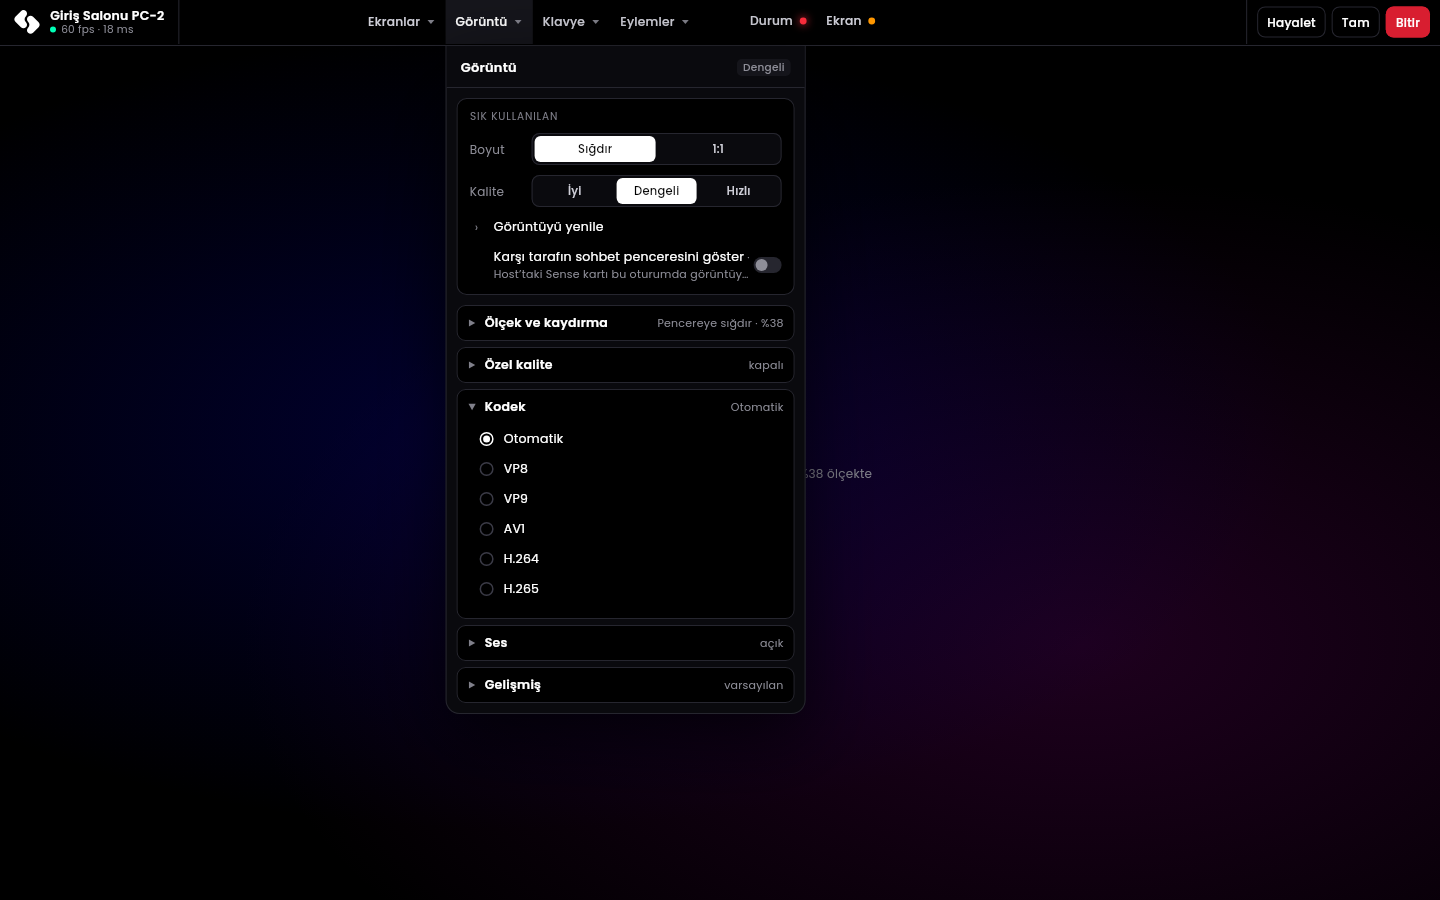 Giriş Salonu PC-2
60 fps · 18 ms
Ekranlar
Görüntü
Klavye
Eylemler
Durum
Ekran
Hayalet
Tam
Bitir
Görüntü
Dengeli
SIK KULLANILAN
Boyut
Sığdır
1:1
Kalite
İyi
Dengeli
Hızlı
Görüntüyü yenile
Karşı tarafın sohbet penceresini göster ·
Host'taki Sense kartı bu oturumda görüntüy...
Ölçek ve kaydırma
Pencereye sığdır · %38
Özel kalite
kapalı
Kodek
Otomatik
Otomatik
VP8
VP9
AV1
H.264
H.265
%38 ölçekte
Ses
açık
Gelişmiş
varsayılan